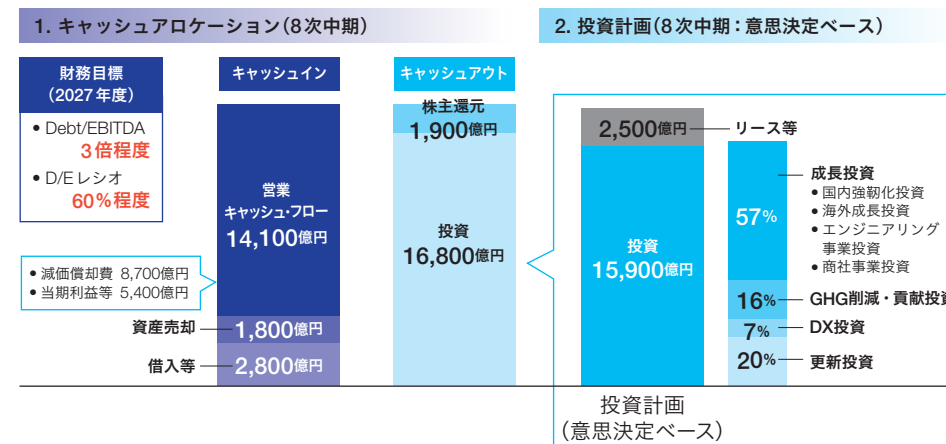 1. キャッシュアロケーション（8次中期）
2. 投資計画（8次中期：意思決定ベース）
財務目標
（2027年度）
• Debt/EBITDA
3倍程度
• D/Eレシオ
60%程度
キャッシュイン
営業
キャッシュ・フロー
14,100億円
• 減価償却費 8,700億円
• 当期利益等 5,400億円
資産売却
1,800億円
借入等
2,800億円
キャッシュアウト
株主還元
1,900億円
投資
16,800億円
2,500億円
リース等
投資
15,900億円
57%
成長投資
• 国内強靭化投資
• 海外成長投資
• エンジニアリング
事業投資
• 商社事業投資
16%
GHG削減・貢献投資
7%
DX投資
20%
更新投資
投資計画
（意思決定ベース）